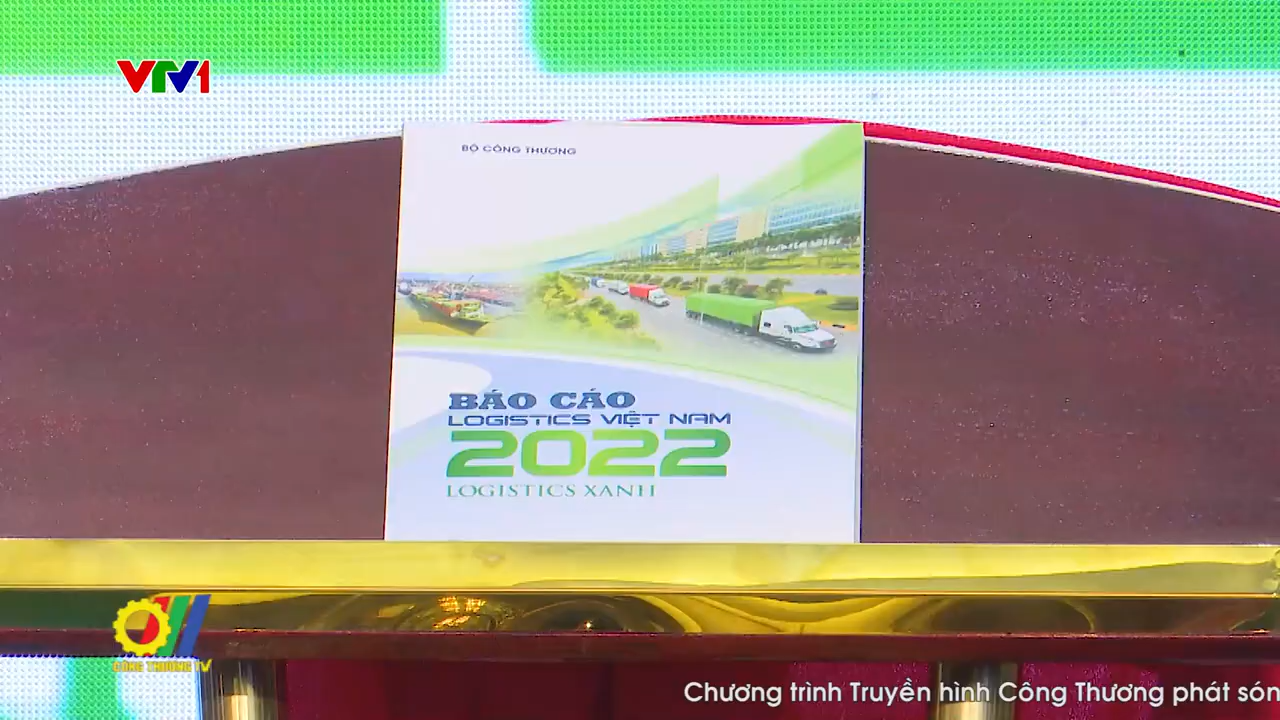 VTV1
BỘ CÔNG THƯƠNG
BÁO CÁO
LOGISTICS VIỆT NAM
2022
LOGISTICS XANH
CÔNG THƯƠNG TV
Chương trình Truyền hình Công Thương phát són